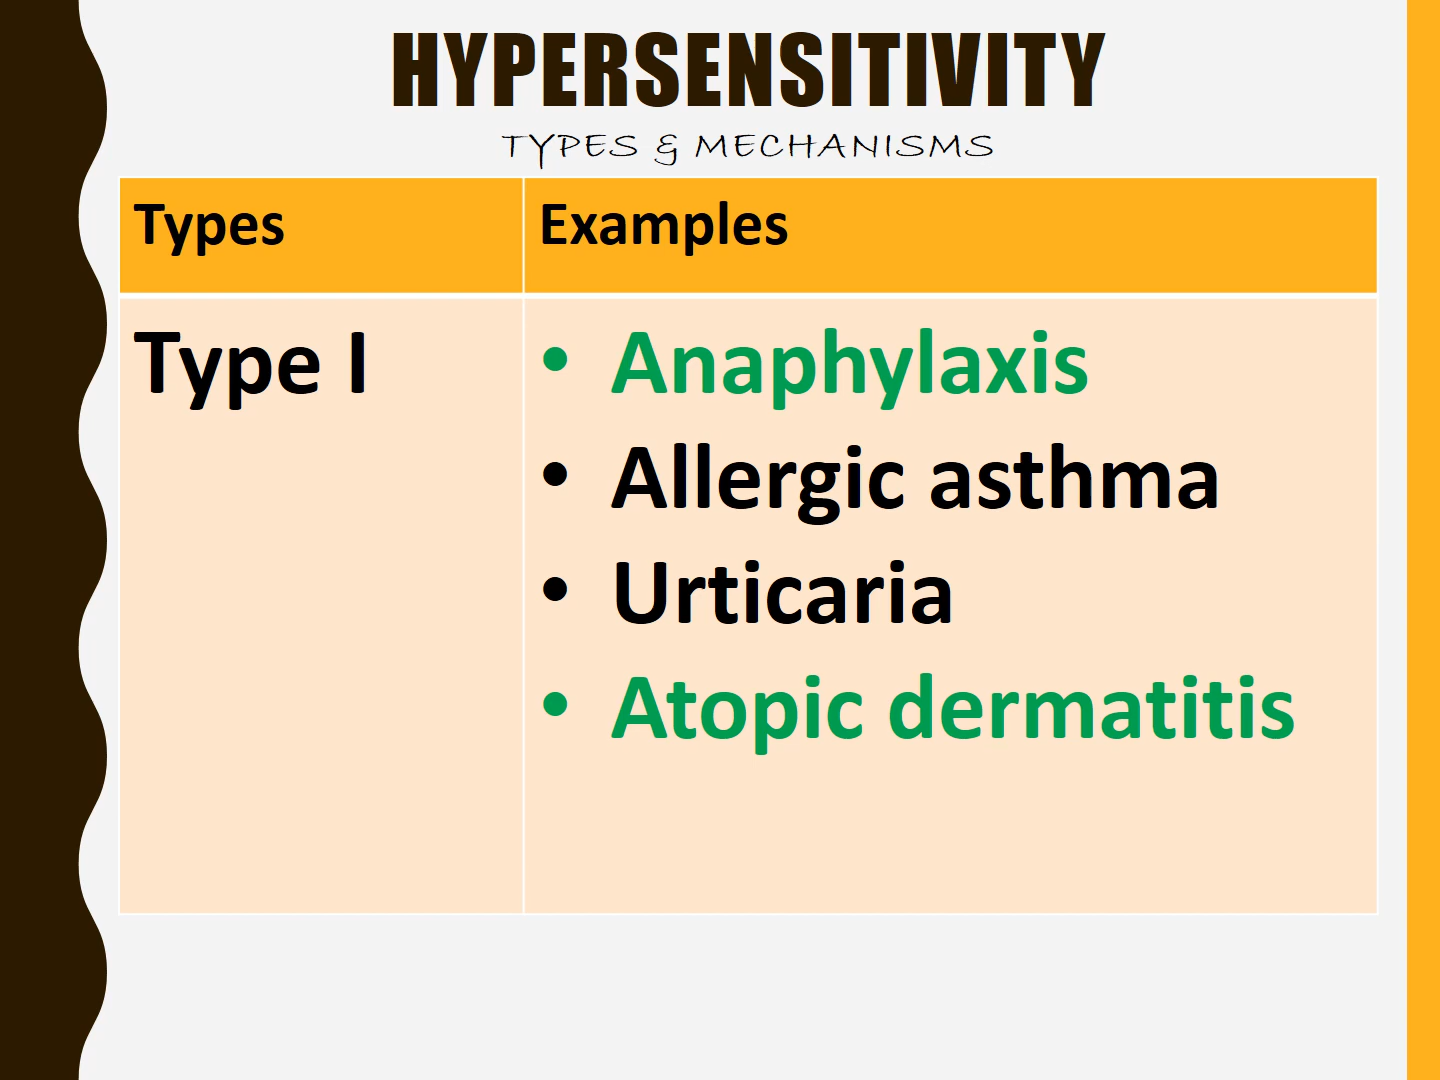 HYPERSENSITIVITY
TYPES & MECHANISMS
Types
Examples
Type I
• Anaphylaxis
• Allergic asthma
• Urticaria
• Atopic dermatitis